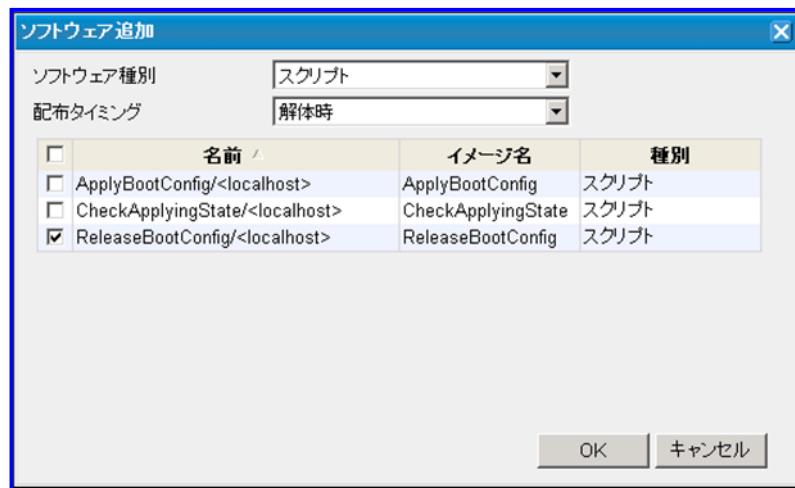 ソフトウェア追加
ソフトウェア種別 スクリプト
配布タイミング 解体時
名前 イメージ名 種別
ApplyBootConfig/<localhost> ApplyBootConfig スクリプト
CheckApplyingState/<localhost> CheckApplyingState スクリプト
ReleaseBootConfig/<localhost> ReleaseBootConfig スクリプト
OK キャンセル